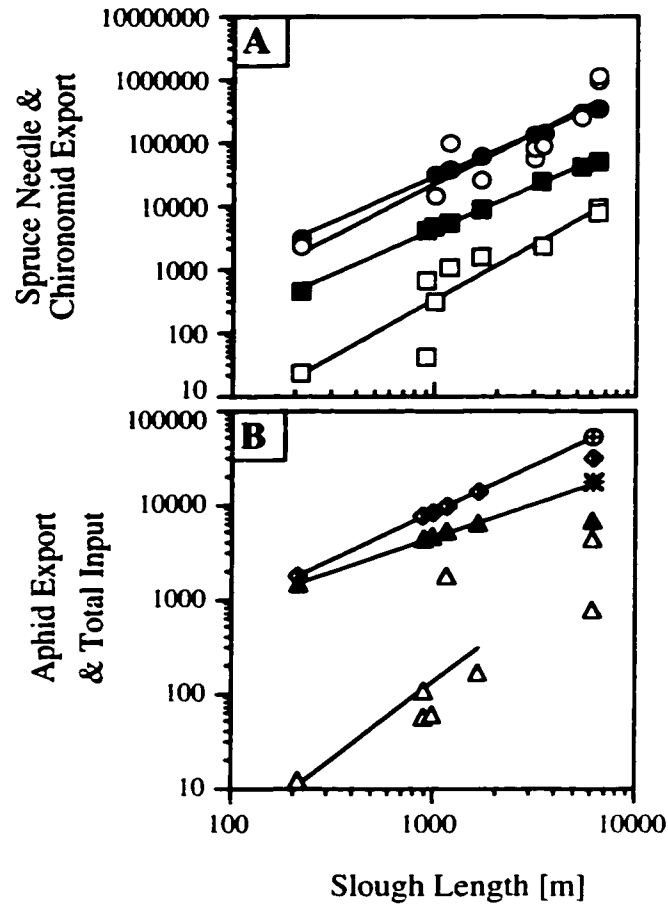 A
10000000
1000000
100000
10000
1000
100
10
Spruce Needle &
Chironomid Export
B
100000
10000
1000
100
10
Aphid Export
& Total Input
100
1000
10000
Slough Length [m]